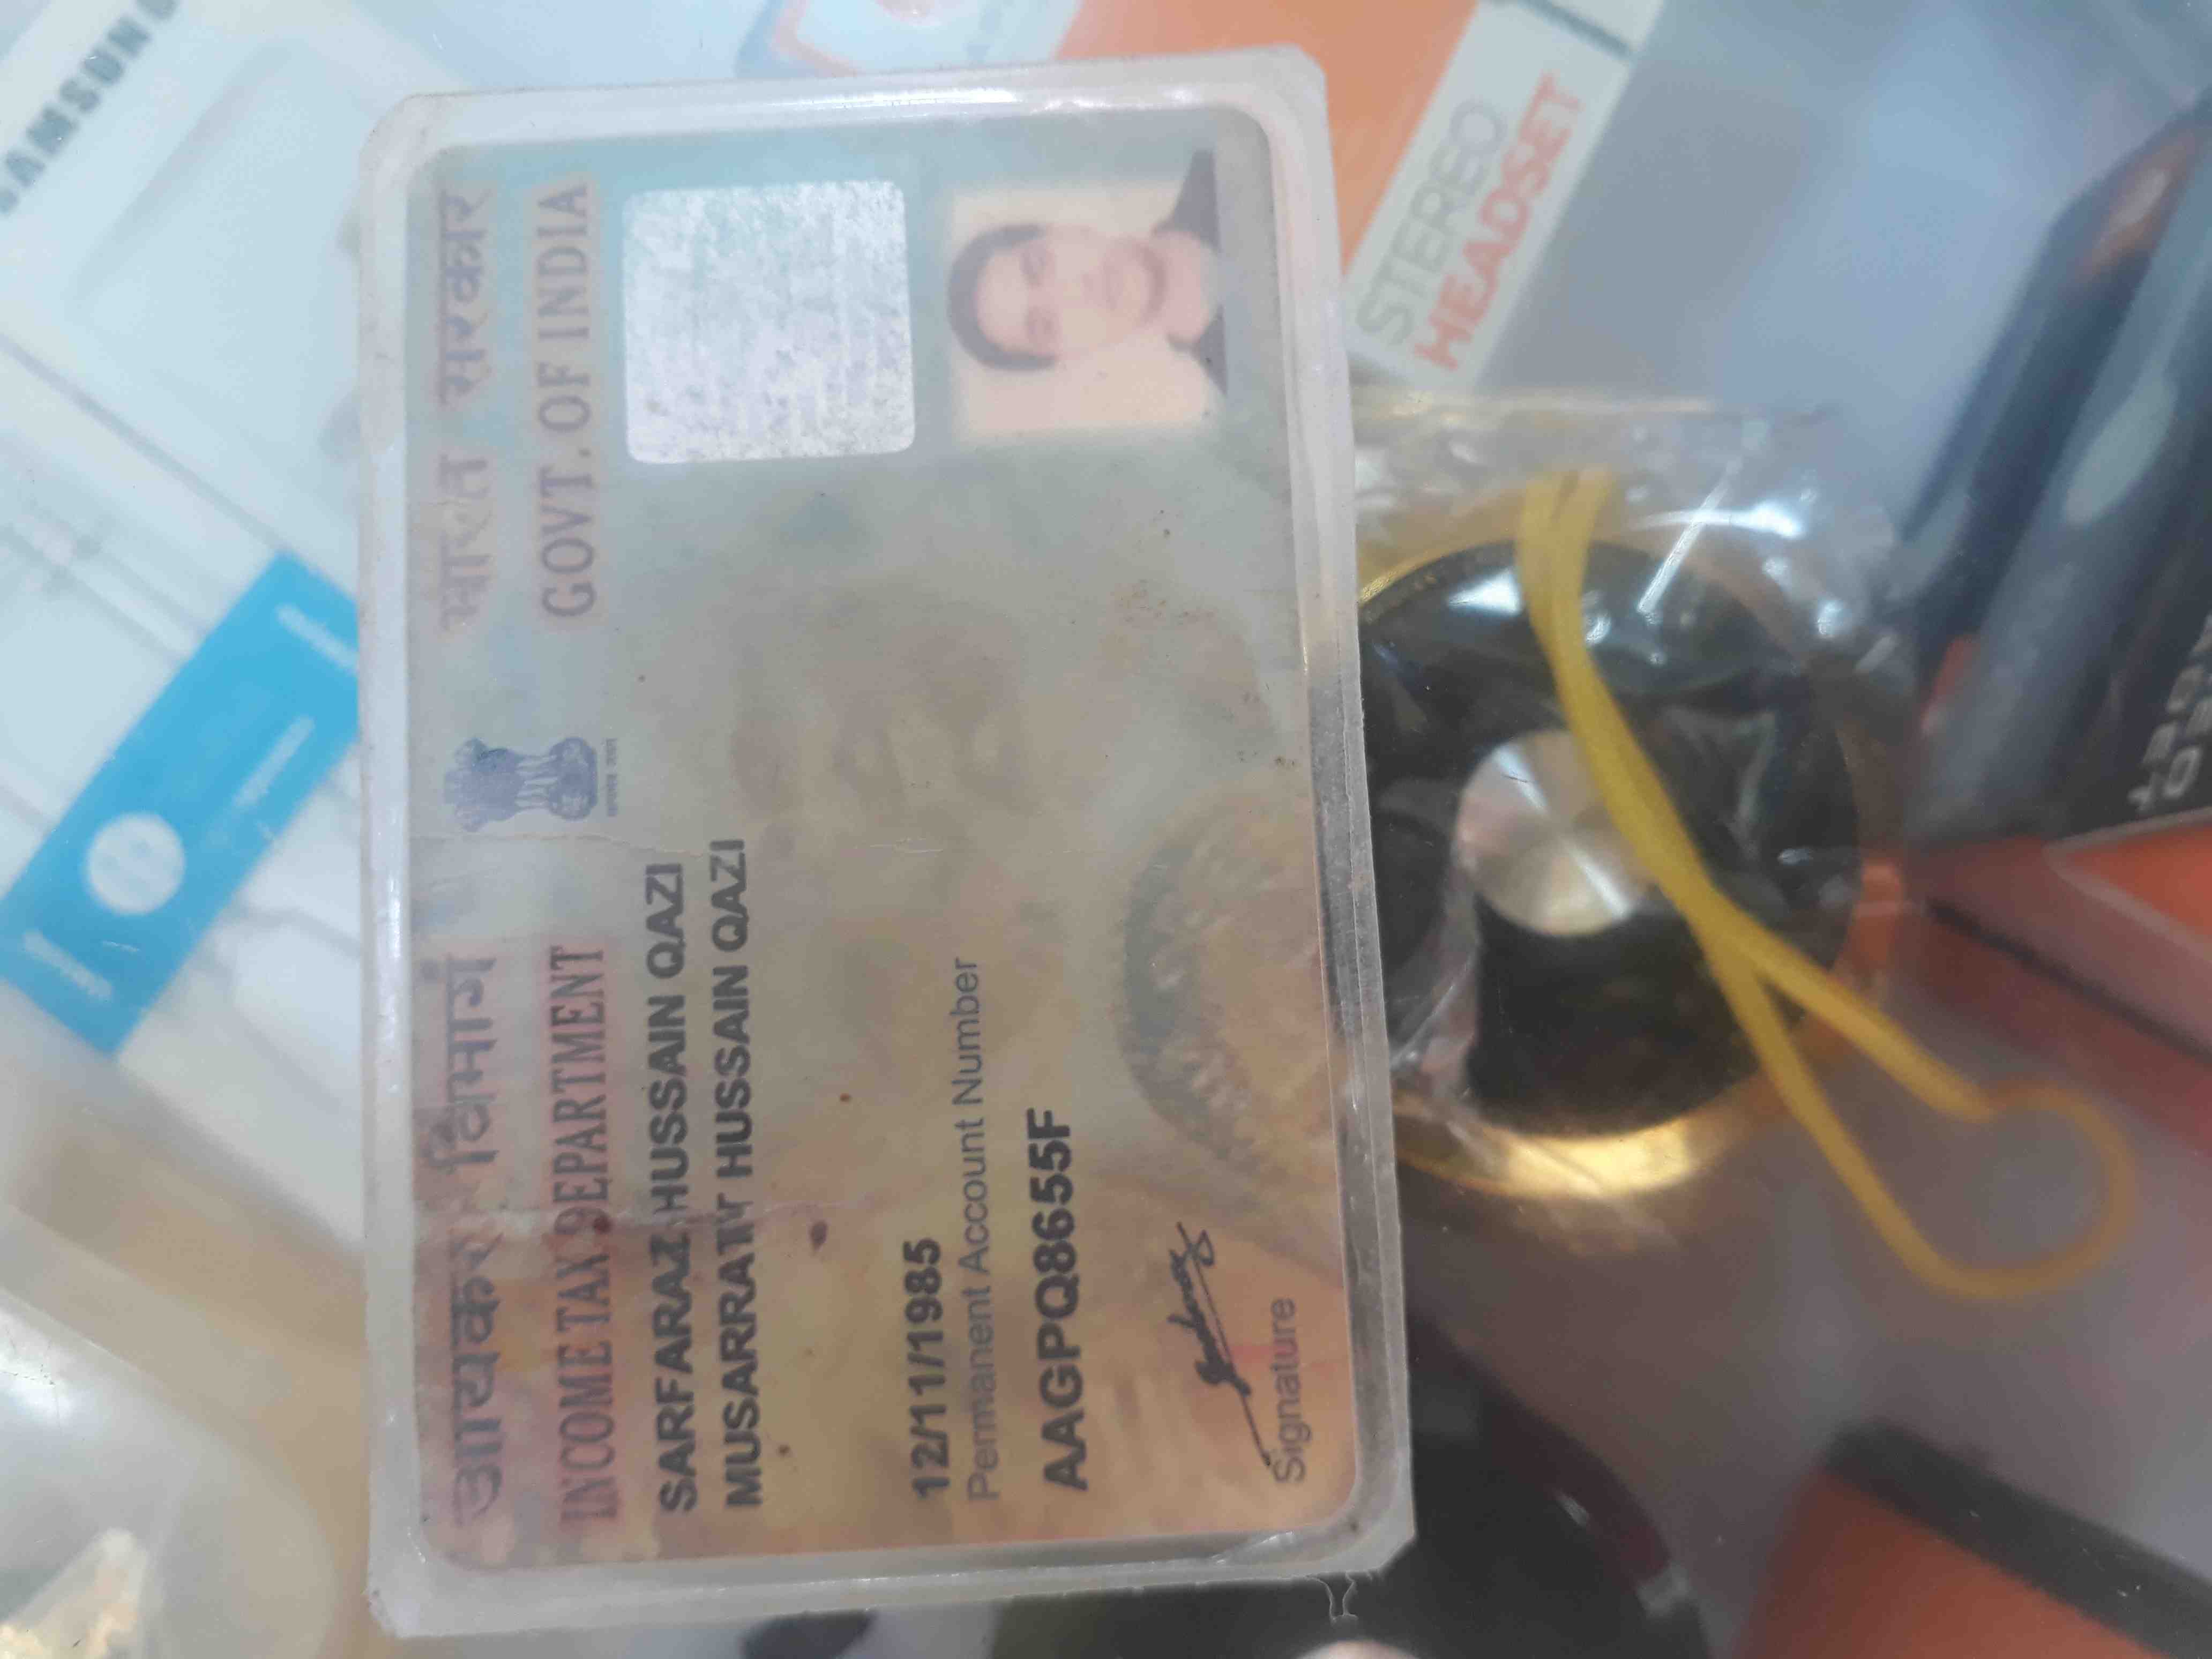 आयकर विभाग
INCOME TAX DEPARTMENT
भारत सरकार
GOVT. OF INDIA
SARFARAZ HUSSAIN QAZI
MUSARRAT HUSSAIN QAZI
12/11/1985
Permanent Account Number
AAGPQ8655F
Signature
SAMSUNG
STEREO
HEADSET